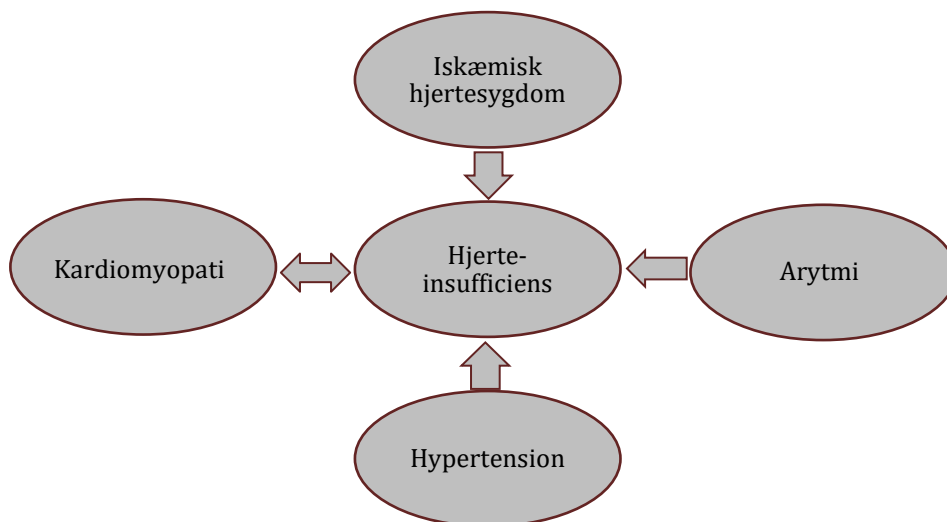 Iskæmisk
hjertesygdom
Kardiomyopati
Hjerte-
insufficiens
Arytmi
Hypertension